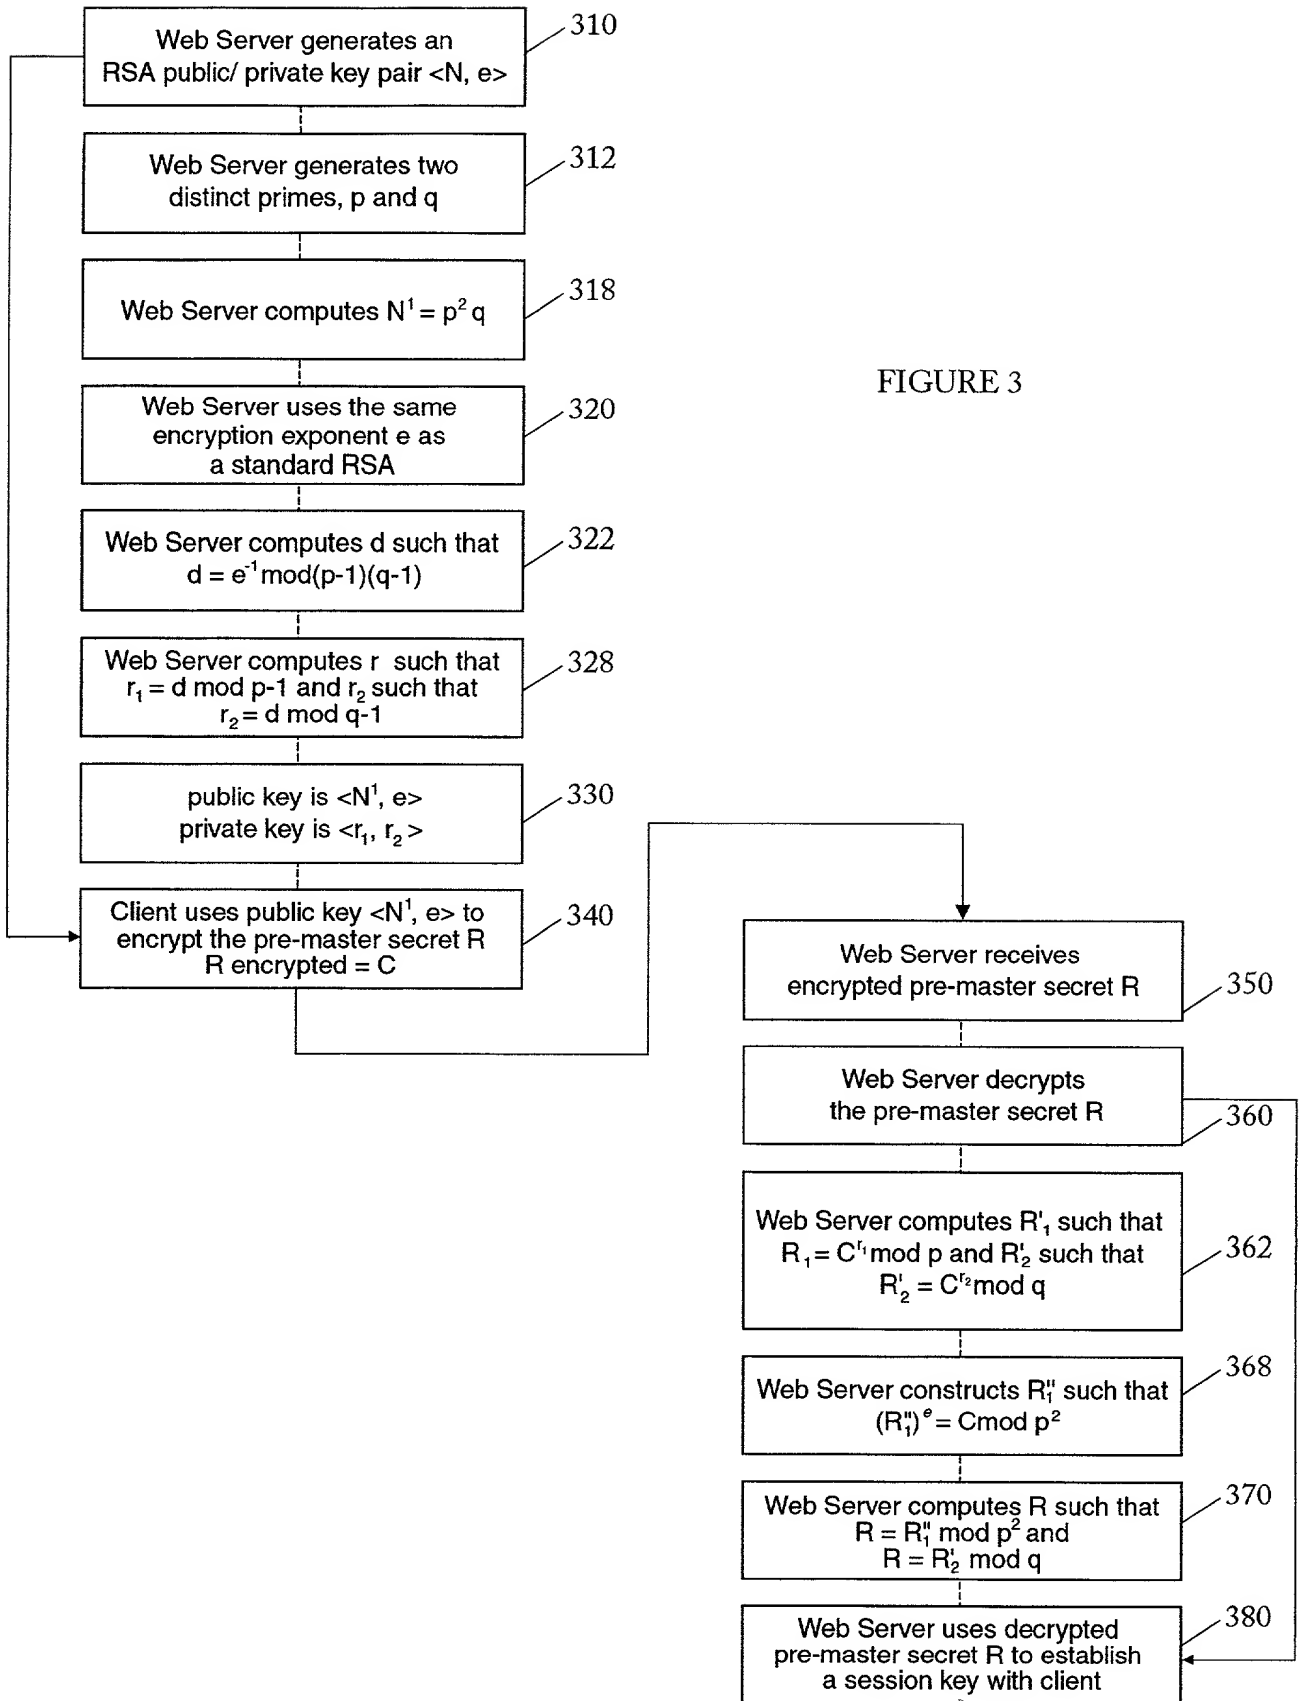 Web Server generates an
RSA public/ private key pair <N, e>
310
Web Server generates two
distinct primes, p and q
312
Web Server computes N¹ = p² q
318
Web Server uses the same
encryption exponent e as
a standard RSA
320
Web Server computes d such that
d = e⁻¹mod(p-1)(q-1)
322
Web Server computes r such that
r₁ = d mod p-1 and r₂ such that
r₂ = d mod q-1
328
public key is <N¹, e>
private key is <r₁, r₂ >
330
Client uses public key <N¹, e> to
encrypt the pre-master secret R
R encrypted = C
340
FIGURE 3
Web Server receives
encrypted pre-master secret R
350
Web Server decrypts
the pre-master secret R
360
Web Server computes R'₁ such that
R₁ = C^r₁ mod p and R'₂ such that
R'₂ = C^r₂ mod q
362
Web Server constructs R''₁ such that
(R''₁)^e = Cmod p²
368
Web Server computes R such that
R = R''₁ mod p² and
R = R'₂ mod q
370
Web Server uses decrypted
pre-master secret R to establish
a session key with client
380